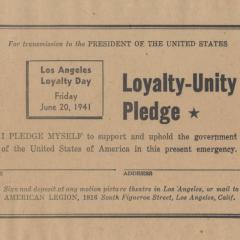 For transmission to the PRESIDENT OF THE UNITED STATES
Los Angeles
Loyalty Day
Friday
June 20, 1941
Loyalty-Unity
Pledge ★
I PLEDGE MYSELF to support and uphold the government
of the United States of America in this present emergency.
ADDRESS
Sign and deposit at any motion picture theatre in Los Angeles, or mail to
AMERICAN LEGION, 1816 South Figueroa Street, Los Angeles, Calif.